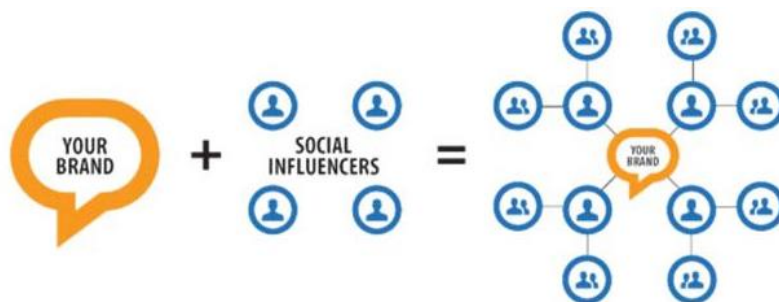 YOUR
BRAND
+
SOCIAL
INFLUENCERS
=
YOUR
BRAND